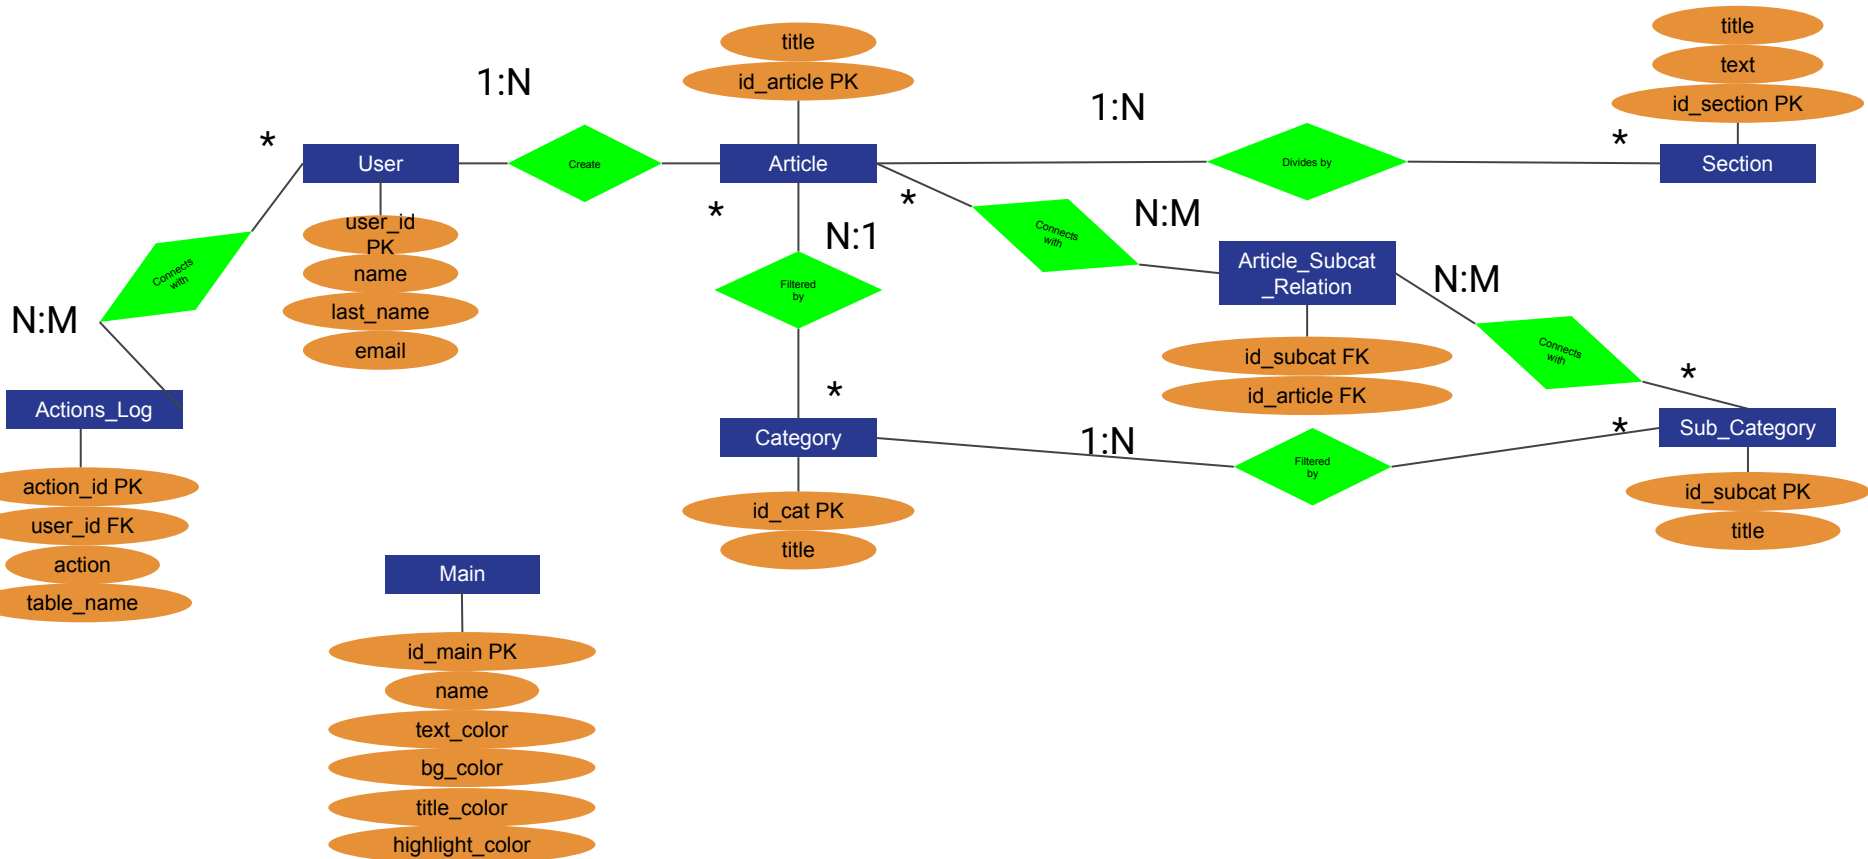 title
id_article PK
1:N
*
User
Create
Article
1:N
Divides by
*
title
text
id_section PK
Section
user_id
PK
name
last_name
email
Connects
with
N:M
*
N:1
Filtered
by
*
*
Connects
with
N:M
Article_Subcat
_Relation
id_subcat FK
id_article FK
N:M
Connects
with
*
Actions_Log
action_id PK
user_id FK
action
table_name
Category
id_cat PK
title
1:N
Filtered
by
*
Sub_Category
id_subcat PK
title
Main
id_main PK
name
text_color
bg_color
title_color
highlight_color